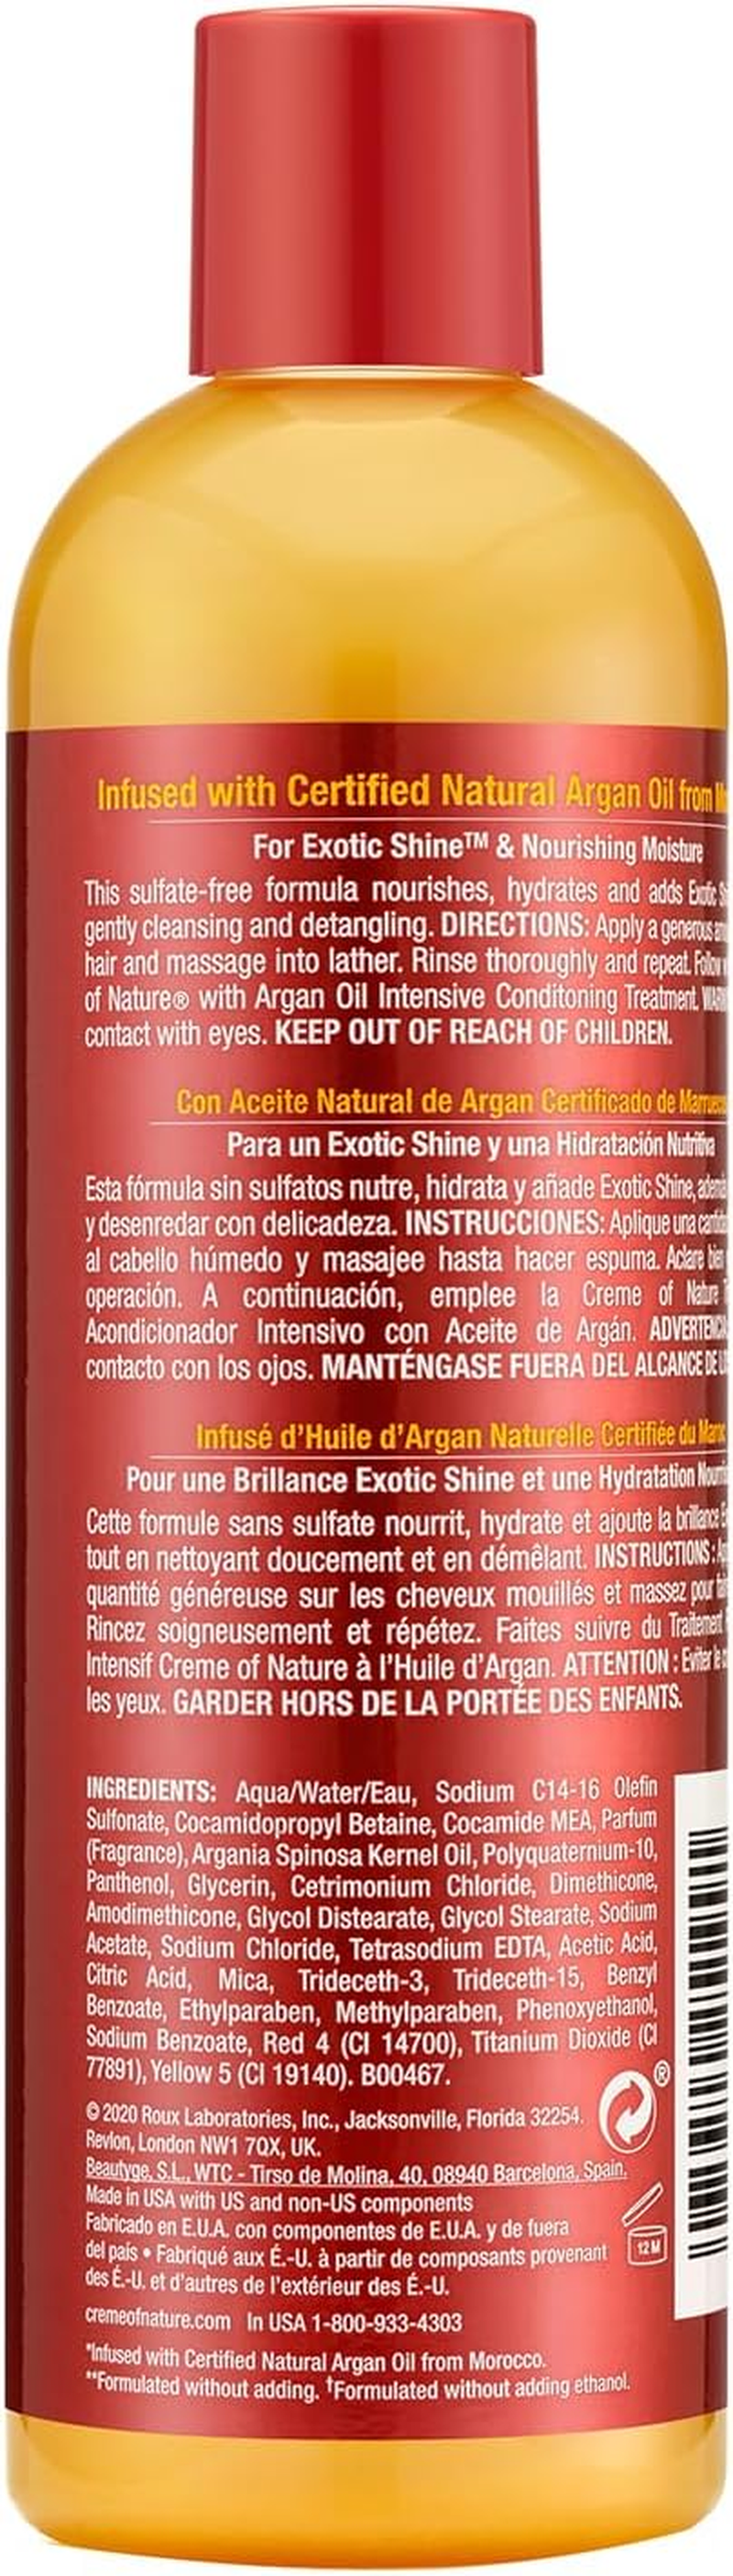 Infused with Certified Natural Argan Oil from
For Exotic Shine™ & Nourishing Moisture
This sulfate-free formula nourishes, hydrates and adds Exotic
gently cleansing and detangling. DIRECTIONS: Apply a generous
hair and massage into lather. Rinse thoroughly and repeat. Follow
of Nature® with Argan Oil Intensive Conditoning Treatment.
contact with eyes. KEEP OUT OF REACH OF CHILDREN.
Con Aceite Natural de Argan Certificado de
Para un Exotic Shine y una Hidratación Nutritiva
Esta fórmula sin sulfatos nutre, hidrata y añade Exotic Shine,
y desenredar con delicadeza. INSTRUCCIONES: Aplique una
al cabello húmedo y masajee hasta hacer espuma. Aclare bien
operación. A continuación, emplee la Creme of Nature
Acondicionador Intensivo con Aceite de Argán.
contacto con los ojos. MANTÉNGASE FUERA DEL ALCANCE DE
Infusé d'Huile d'Argan Naturelle Certifiée du Maroc
Pour une Brillance Exotic Shine et une Hydratation
Cette formule sans sulfate nourrit, hydrate et ajoute la brillance
tout en nettoyant doucement et en démêlant. INSTRUCTIONS :
quantité généreuse sur les cheveux mouillés et massez pour
Rincez soigneusement et répétez. Faites suivre du Traitement
Intensif Creme of Nature à l'Huile d'Argan. ATTENTION : Eviter le
les yeux. GARDER HORS DE LA PORTÉE DES ENFANTS.
INGREDIENTS: Aqua/Water/Eau, Sodium C14-16 Olefin
Sulfonate, Cocamidopropyl Betaine, Cocamide MEA, Parfum
(Fragrance), Argania Spinosa Kernel Oil, Polyquaternium-10,
Panthenol, Glycerin, Cetrimonium Chloride, Dimethicone,
Amodimethicone, Glycol Distearate, Glycol Stearate, Sodium
Acetate, Sodium Chloride, Tetrasodium EDTA, Acetic Acid,
Citric Acid, Mica, Trideceth-3, Trideceth-15, Benzyl
Benzoate, Ethylparaben, Methylparaben, Phenoxyethanol,
Sodium Benzoate, Red 4 (CI 14700), Titanium Dioxide (CI
77891), Yellow 5 (CI 19140). B00467.
© 2020 Roux Laboratories, Inc., Jacksonville, Florida 32254.
®
Revlon, London NW1 7QX, UK.
Beautyge, S.L., WTC - Tirso de Molina, 40, 08940 Barcelona, Spain.
Made in USA with US and non-US components
Fabricado en E.U.A. con componentes de E.U.A. y de fuera
del país • Fabriqué aux É.-U. à partir de composants provenant
des É.-U. et d'autres de l'extérieur des É.-U.
12 M
cremeofnature.com In USA 1-800-933-4303
*Infused with Certified Natural Argan Oil from Morocco.
**Formulated without adding. †Formulated without adding ethanol.